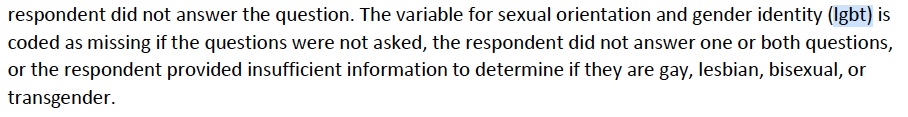 respondent did not answer the question. The variable for sexual orientation and gender identity (lgbt) is
coded as missing if the questions were not asked, the respondent did not answer one or both questions,
or the respondent provided insufficient information to determine if they are gay, lesbian, bisexual, or
transgender.